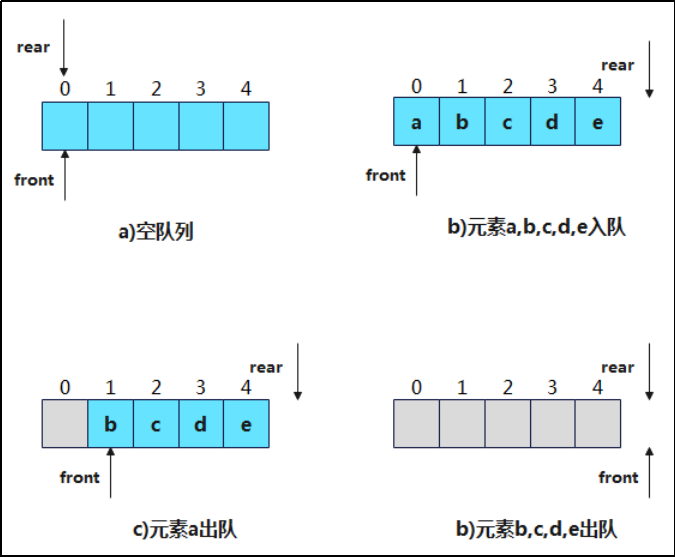 rear
0 1 2 3 4
front
a)空队列
rear
0 1 2 3 4
a b c d e
front
b)元素a,b,c,d,e入队
rear
0 1 2 3 4
b c d e
front
c)元素a出队
rear
0 1 2 3 4
front
b)元素b,c,d,e出队